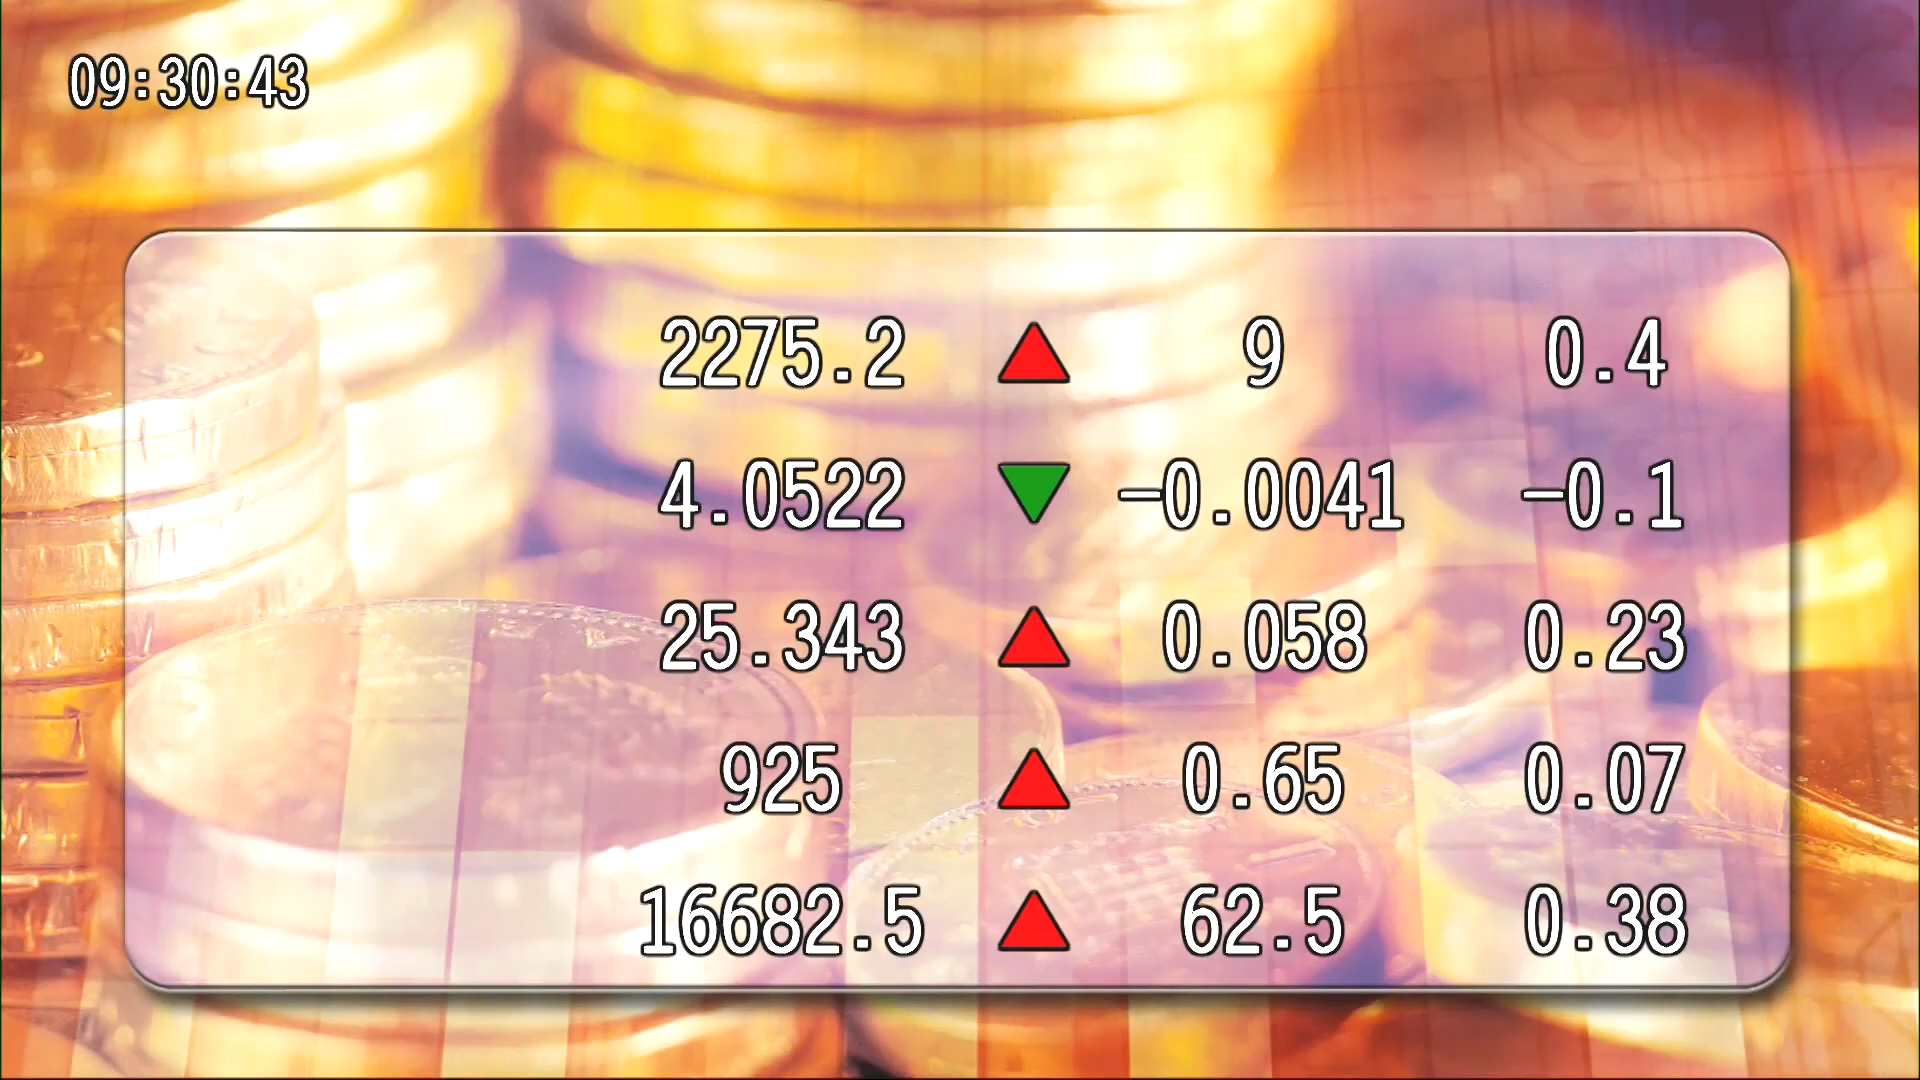 09:30:43
2275.2 ▲ 9 0.4
4.0522 ▼ -0.0041 -0.1
25.343 ▲ 0.058 0.23
925 ▲ 0.65 0.07
16682.5 ▲ 62.5 0.38